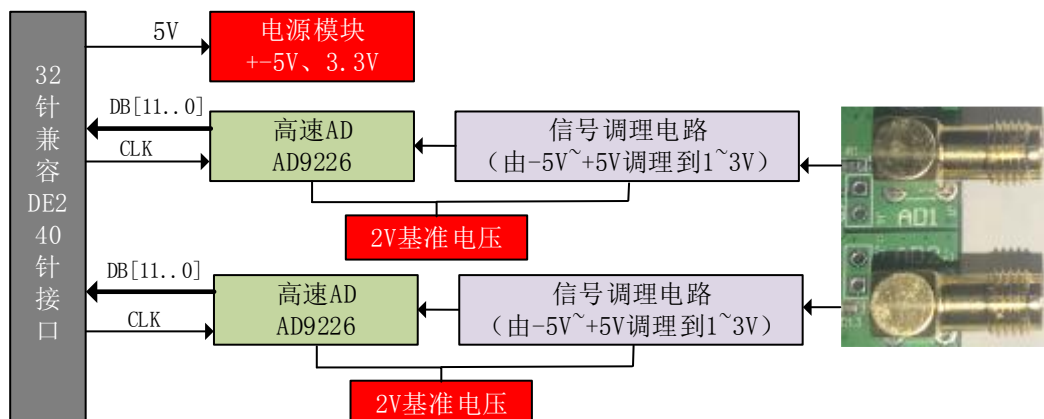 32
针
兼
容
DE2
40
针
接
口
5V
电源模块
+-5V、3.3V
DB[11..0]
CLK
高速AD
AD9226
信号调理电路
(由-5V~+5V调理到1~3V)
2V基准电压
AD1
DB[11..0]
CLK
高速AD
AD9226
信号调理电路
(由-5V~+5V调理到1~3V)
2V基准电压